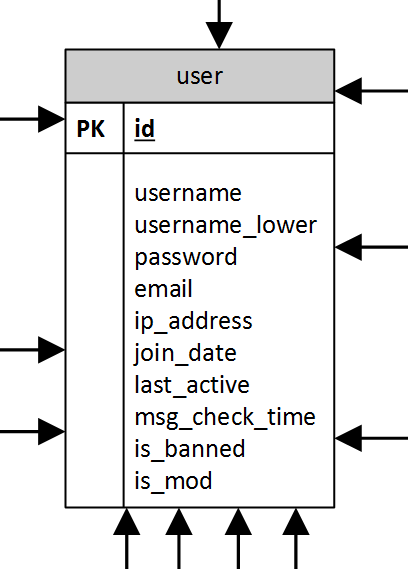 user
PK id
username
username_lower
password
email
ip_address
join_date
last_active
msg_check_time
is_banned
is_mod